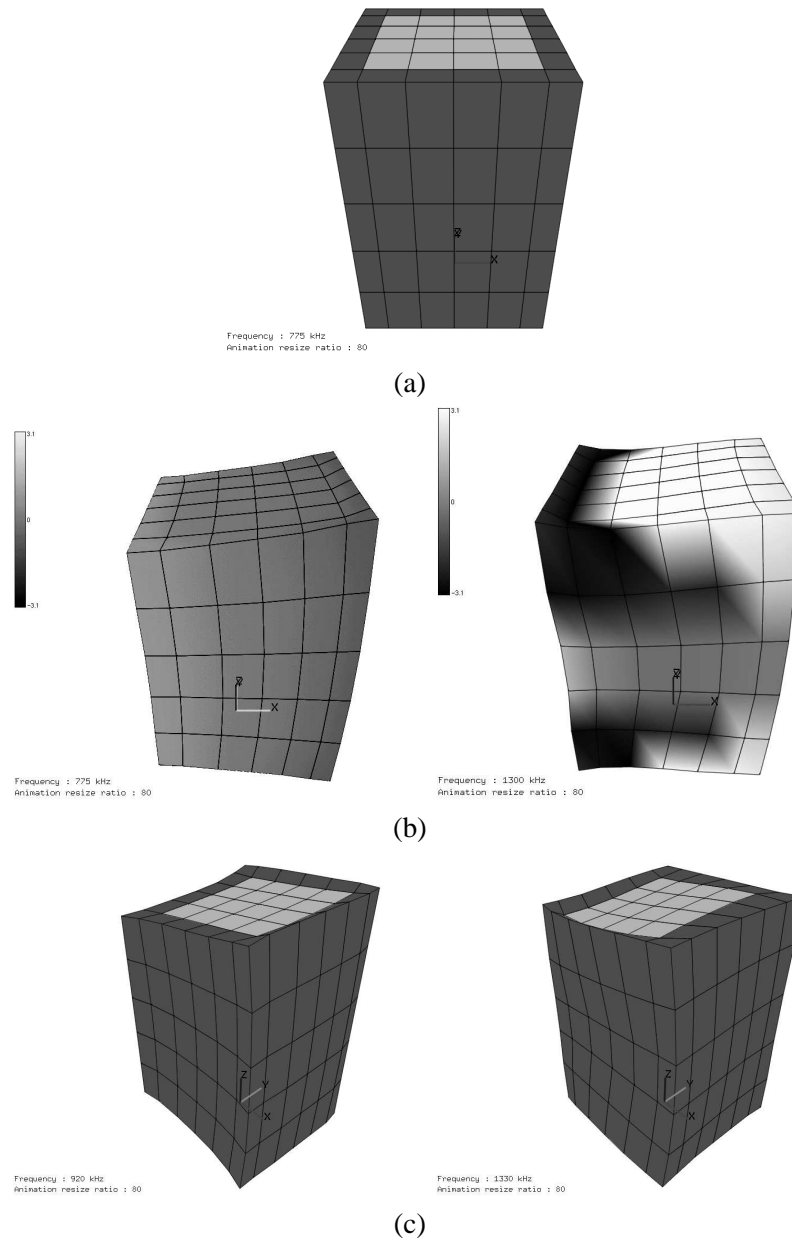 Z
X
Frequency : 775 kHz
Animation resize ratio : 80
(a)
3.1
0
-3.1
Z
X
Frequency : 775 kHz
Animation resize ratio : 80
3.1
0
-3.1
Z
X
Frequency : 1300 kHz
Animation resize ratio : 80
(b)
Z
Y
X
Frequency : 920 kHz
Animation resize ratio : 80
Z
Y
X
Frequency : 1330 kHz
Animation resize ratio : 80
(c)